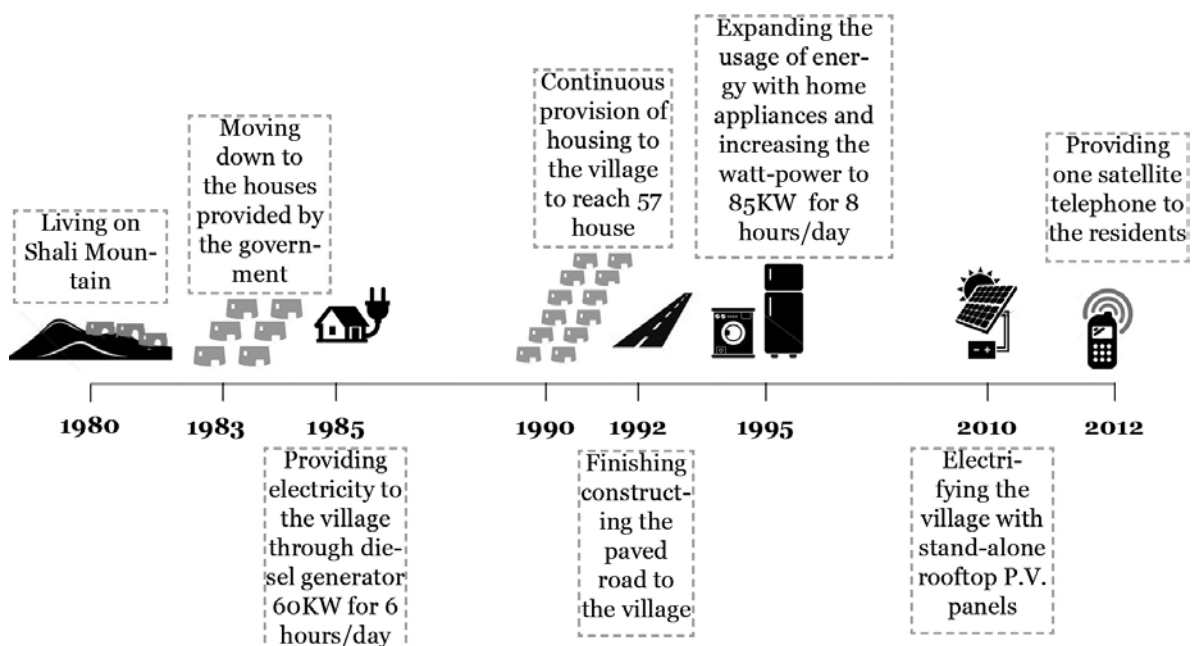 Living on
Shali Moun-
tain
Moving
down to
the houses
provided by
the govern-
ment
Continuous
provision of
housing to
the village
to reach 57
house
Expanding
the
usage of ener-
gy with home
appliances and
increasing the
watt-power to
85KW for 8
hours/day
Providing
one satellite
telephone to
the residents
1980
1983
1985
1990
1992
1995
2010
2012
Providing
electricity to
the village
through die-
sel generator
60KW for 6
hours/day
Finishing
construct-
ing the
paved
road to
the village
Electri-
fying the
village with
stand-alone
rooftop P.V.
panels